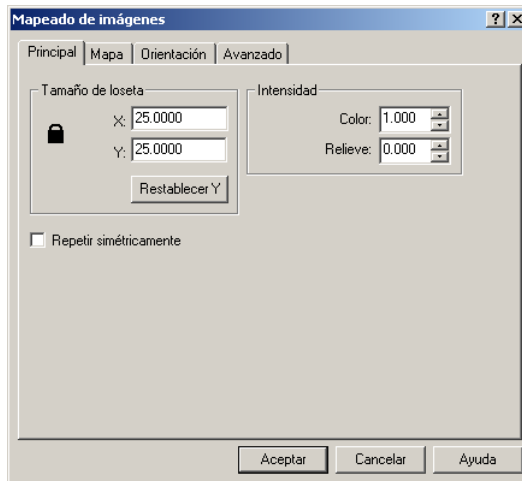 Mapeado de imágenes
Principal Mapa Orientación Avanzado
Tamaño de loseta
X: 25.0000
Y: 25.0000
Restablecer Y
Intensidad
Color: 1.000
Relieve: 0.000
Repetir simétricamente
Aceptar Cancelar Ayuda